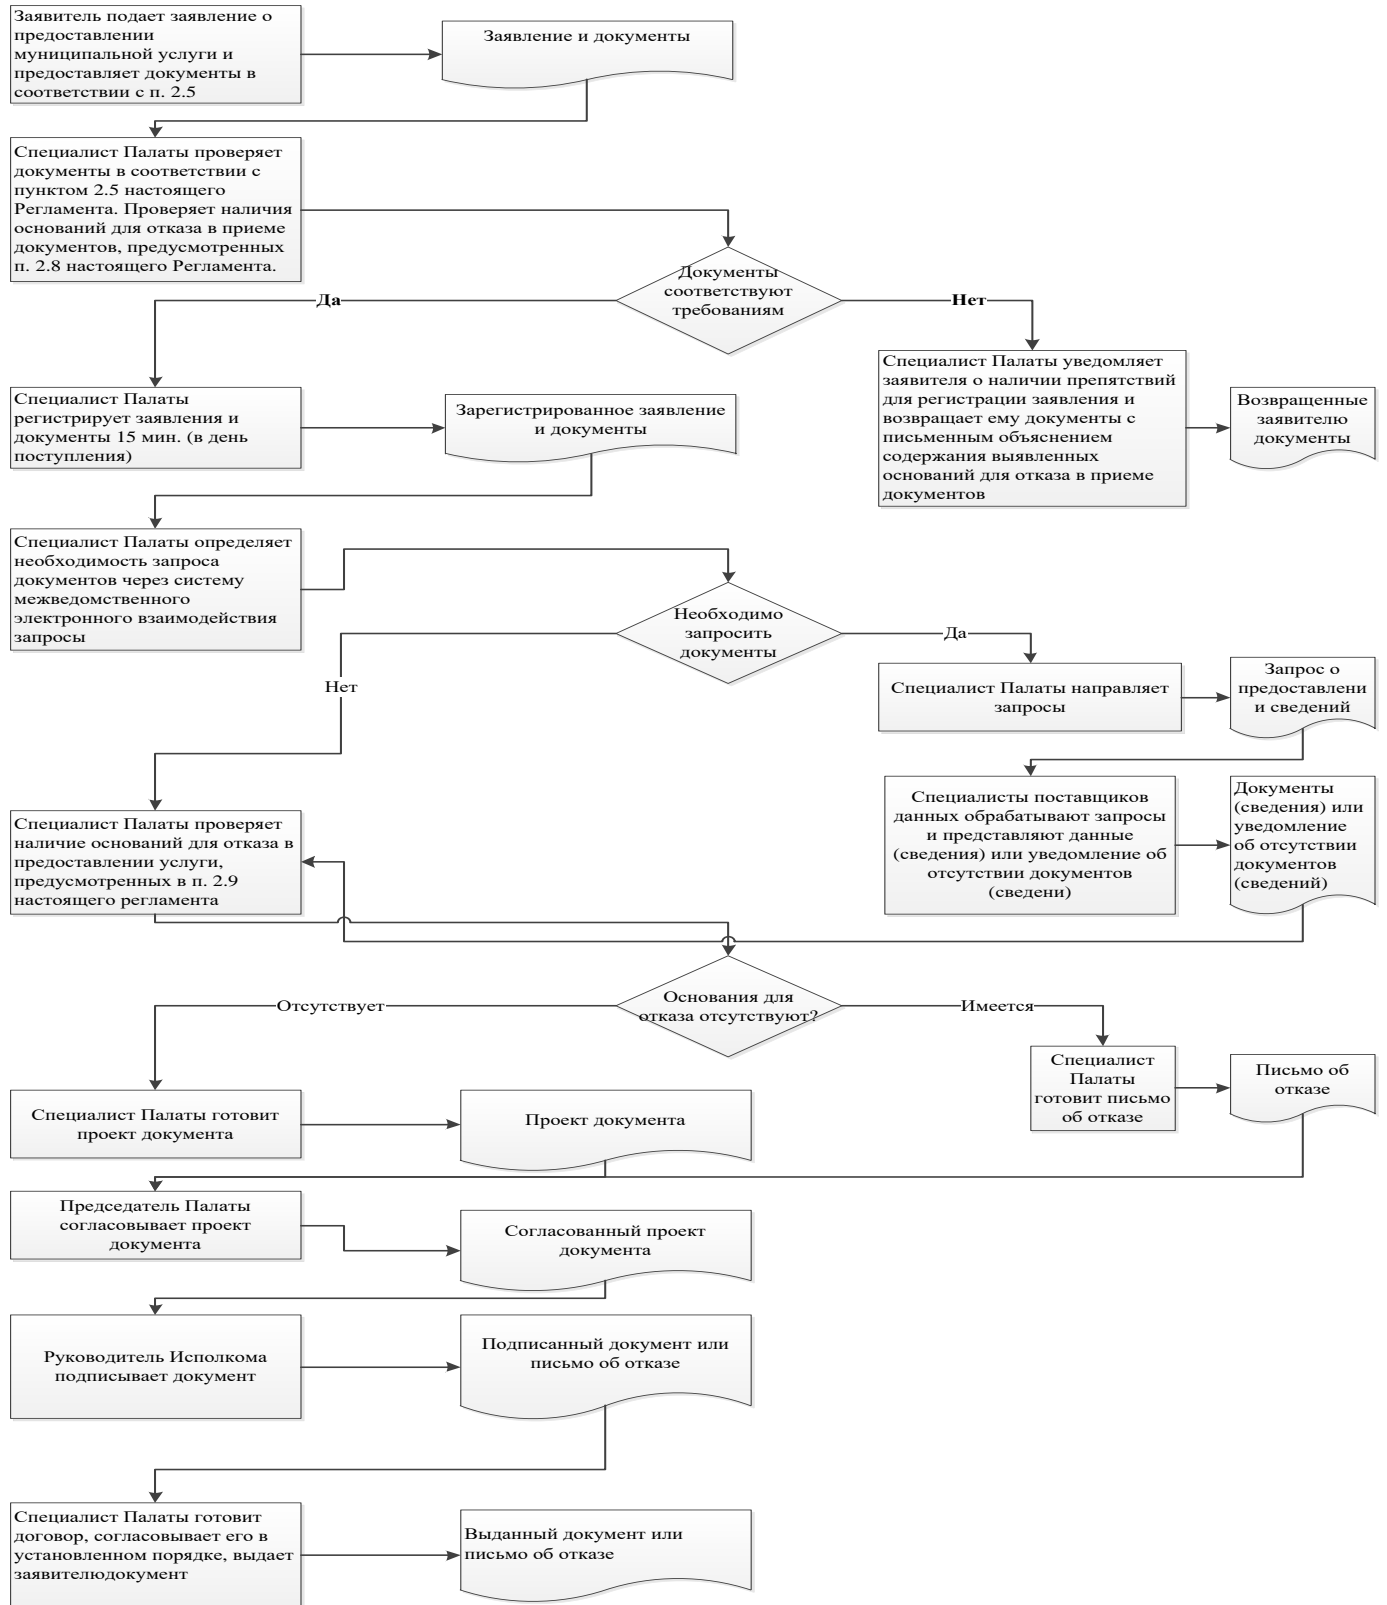 Заявитель подает заявление о
предоставлении
муниципальной услуги и
предоставляет документы в
соответствии с п. 2.5
Заявление и документы
Специалист Палаты проверяет
документы в соответствии с
пунктом 2.5 настоящего
Регламента. Проверяет наличия
оснований для отказа в приеме
документов, предусмотренных
п. 2.8 настоящего Регламента.
Документы
соответствуют
требованиям
Да
Нет
Специалист Палаты
регистрирует заявления и
документы 15 мин. (в день
поступления)
Зарегистрированное заявление
и документы
Специалист Палаты уведомляет
заявителя о наличии препятствий
для регистрации заявления и
возвращает ему документы с
письменным объяснением
содержания выявленных
оснований для отказа в приеме
документов
Возвращенные
заявителю
документы
Специалист Палаты определяет
необходимость запроса
документов через систему
межведомственного
электронного взаимодействия
запросы
Необходимо
запросить
документы
Да
Нет
Специалист Палаты направляет
запросы
Запрос о
предоставлени
и сведений
Специалисты поставщиков
данных обрабатывают запросы
и представляют данные
(сведения) или уведомление об
отсутствии документов
(сведени)
Документы
(сведения) или
уведомление
об отсутствии
документов
(сведений)
Специалист Палаты проверяет
наличие оснований для отказа в
предоставлении услуги,
предусмотренных в п. 2.9
настоящего регламента
Основания для
отказа отсутствуют?
Отсутствует
Имеется
Специалист
Палаты
готовит письмо
об отказе
Письмо об
отказе
Специалист Палаты готовит
проект документа
Проект документа
Председатель Палаты
согласовывает проект
документа
Согласованный проект
документа
Руководитель Исполкома
подписывает документ
Подписанный документ или
письмо об отказе
Специалист Палаты готовит
договор, согласовывает его в
установленном порядке, выдает
заявителюдокумент
Выданный документ или
письмо об отказе